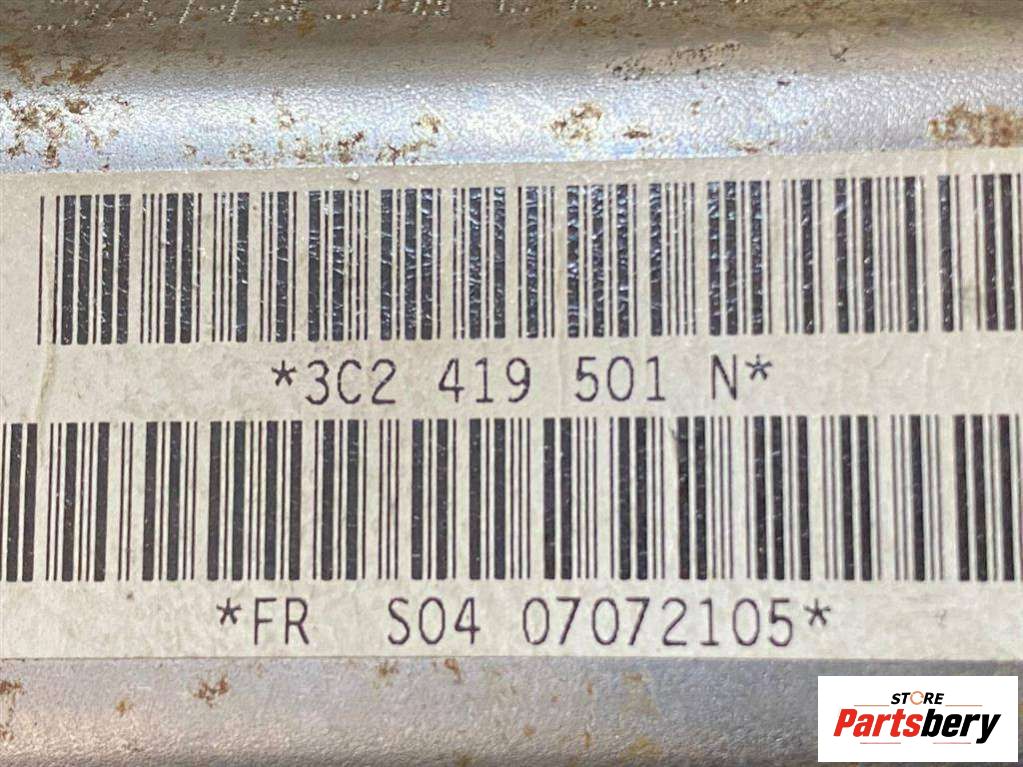 *3C2 419 501 N*
*FR S04 07072105*
STORE
Partsbery